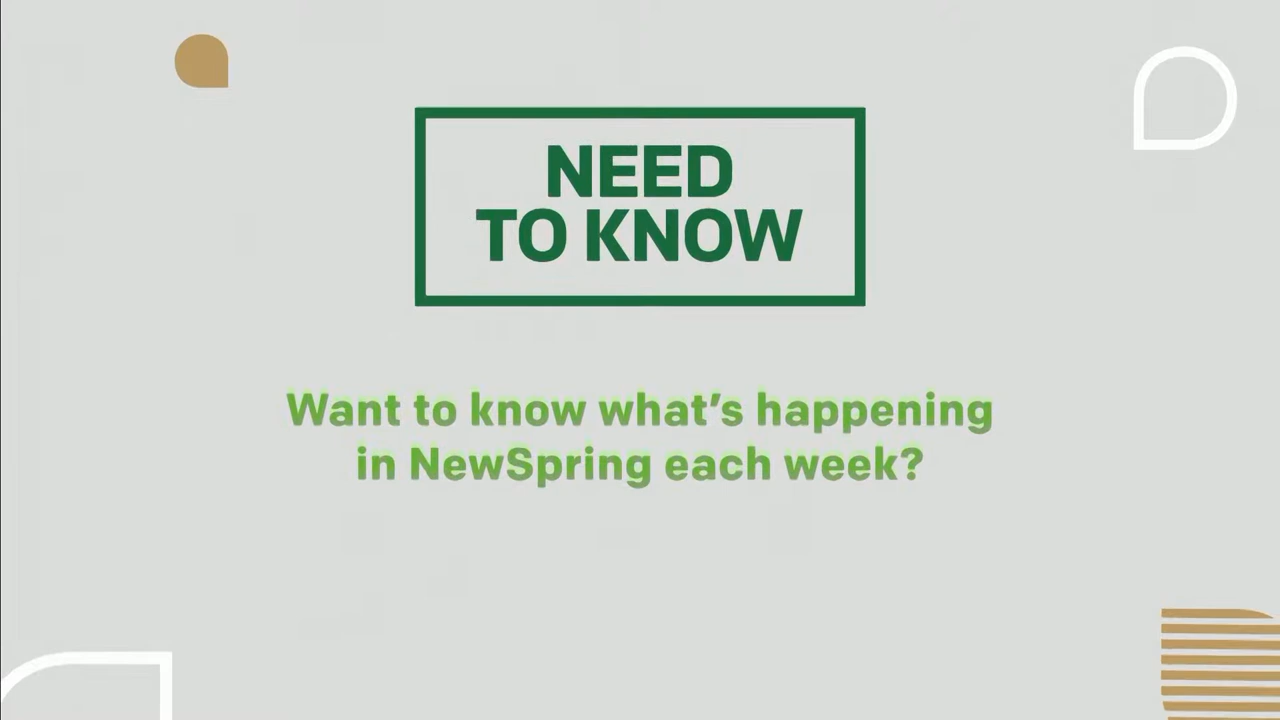 NEED
TO KNOW
Want to know what’s happening
in NewSpring each week?